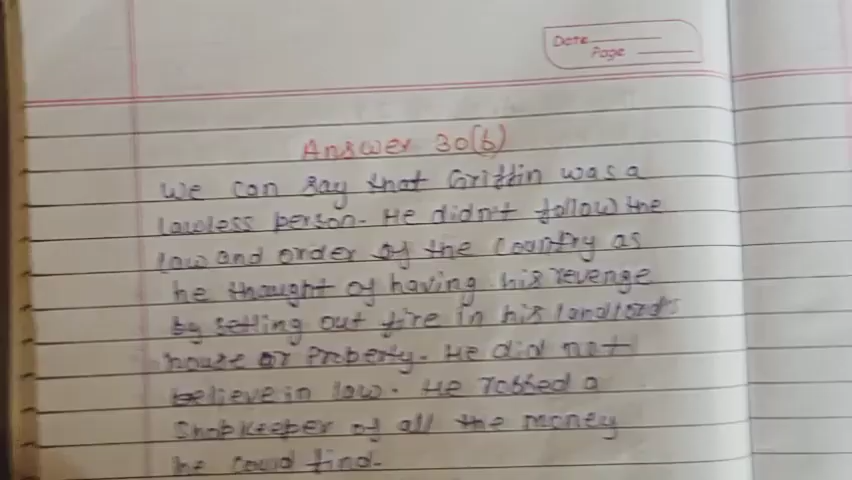 Date
Page
Answer 30(b)
We can say that Griffin was a
lawless person. He didn't follow the
law and order of the country as
he thought of having his revenge
by setling out fire in his landlord's
house or Property. He did not
believe in law. He robbed a
Shopkeeper of all the money
he could find.